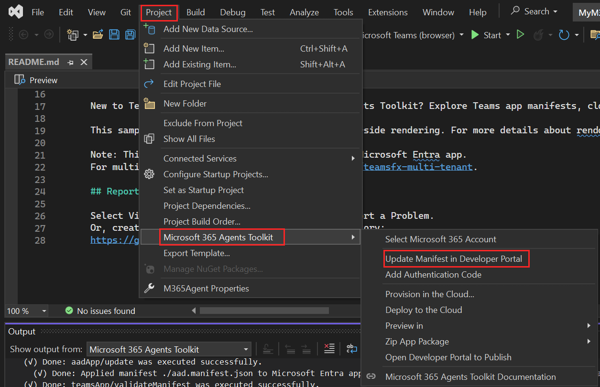 File Edit View Git Project Build Debug Test Analyze Tools Extensions Window Help Search MyM
crosoft Teams (browser) Start
README.md
Preview
Add New Data Source...
Add New Item... Ctrl+Shift+A
Add Existing Item... Shift+Alt+A
Edit Project File
New Folder
Exclude From Project
Show All Files
Connected Services
Configure Startup Projects...
Set as Startup Project
Project Dependencies...
Project Build Order...
Microsoft 365 Agents Toolkit
Export Template...
Manage NuGet Packages...
M365Agent Properties
16
17 New to Te ts Toolkit? Explore Teams app manifests, clo
18
19 This samp side rendering. For more details about rende
20
21 Note: Thi icrosoft Entra app.
22 For multi teamsfx-multi-tenant.
23
24 ## Report
25
26 Select Vi rt a Problem.
27 Or, creat ry:
28 https://g
Select Microsoft 365 Account
Update Manifest in Developer Portal
Add Authentication Code
Provision in the Cloud...
Deploy to the Cloud
Preview in
Zip App Package
Open Developer Portal to Publish
Microsoft 365 Agents Toolkit Documentation
100 % No issues found
Output
Show output from: Microsoft 365 Agents Toolkit
(√) Done: aadApp/update was executed successfully.
(√) Done: Applied manifest ./aad.manifest.json to Microsoft Entra app
(√) Done: teamsApp/validateManifest was executed successfully.